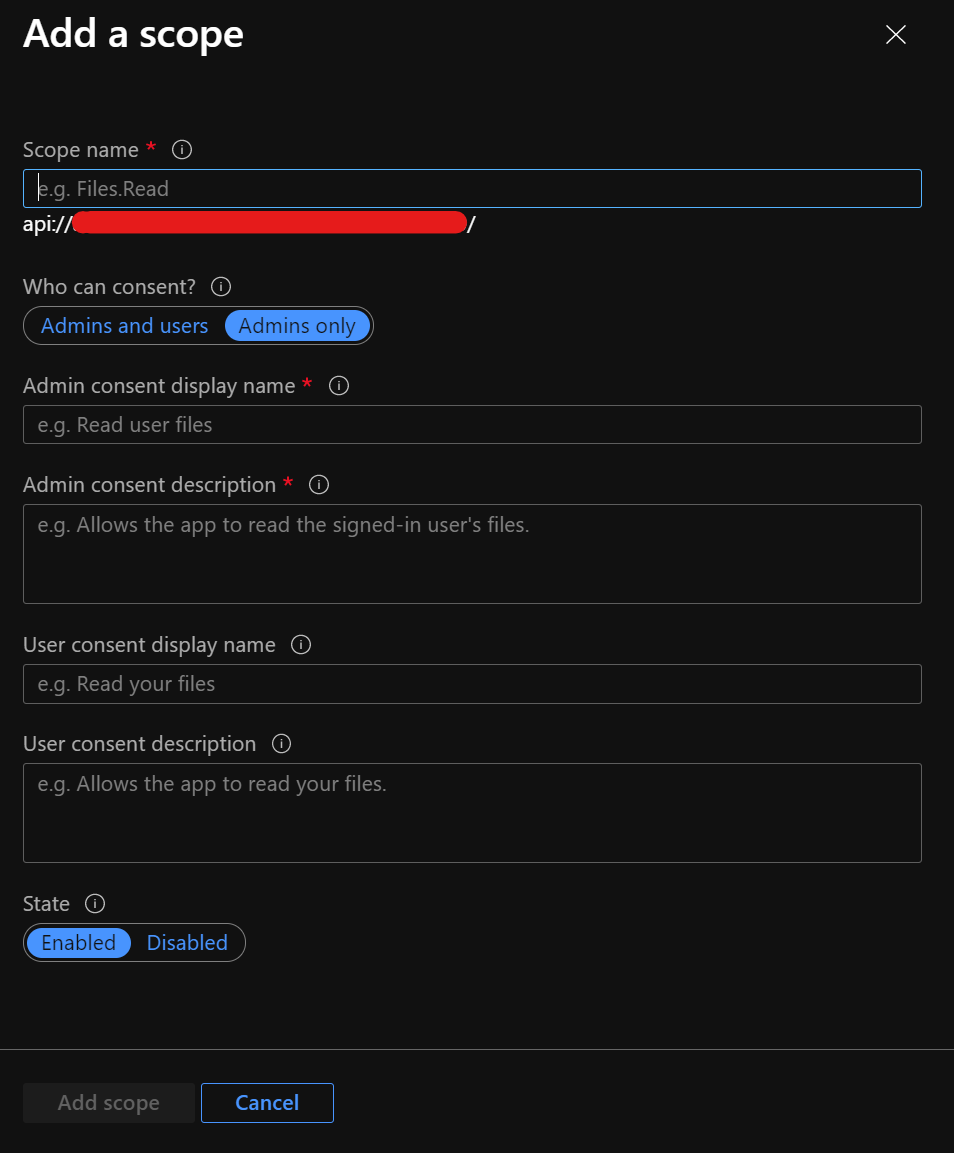 Add a scope
Scope name *
e.g. Files.Read
api:// /
Who can consent?
Admins and users Admins only
Admin consent display name *
e.g. Read user files
Admin consent description *
e.g. Allows the app to read the signed-in user's files.
User consent display name
e.g. Read your files
User consent description
e.g. Allows the app to read your files.
State
Enabled Disabled
Add scope Cancel